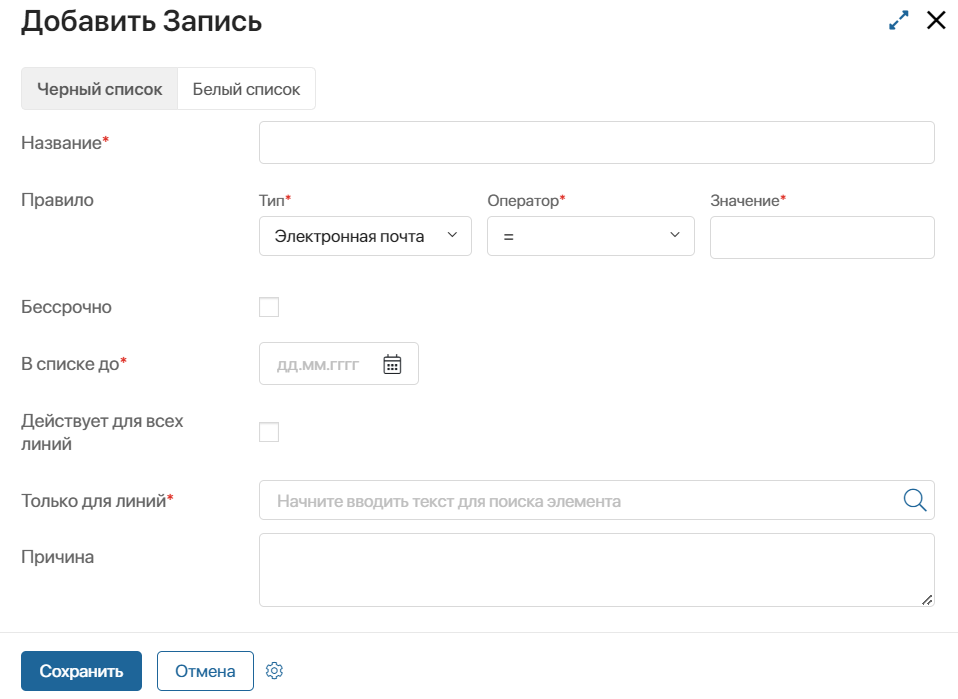 Добавить Запись
Черный список Белый список
Название*
Правило Тип* Оператор* Значение*
Электронная почта =
Бессрочно
В списке до* дд.мм.гггг
Действует для всех
линий
Только для линий* Начните вводить текст для поиска элемента
Причина
Сохранить Отмена